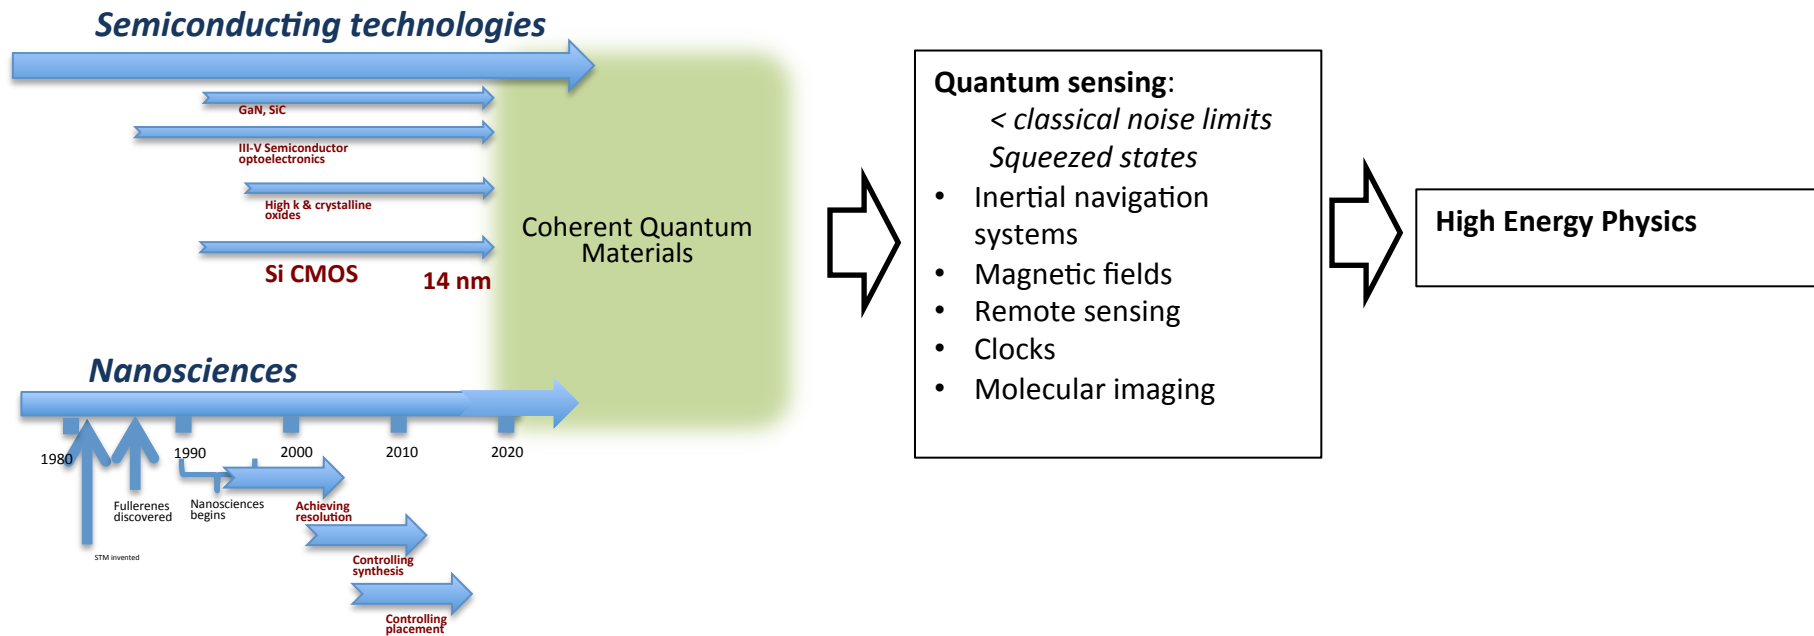 Semiconducting technologies
GaN, SiC
III-V Semiconductor
optoelectronics
High k & crystalline
oxides
Si CMOS
14 nm
Coherent Quantum
Materials
Nanosciences
1980
1990
2000
2010
2020
STM invented
Fullerenes
discovered
Nanosciences
begins
Achieving
resolution
Controlling
synthesis
Controlling
placement
Quantum sensing:
< classical noise limits
Squeezed states
• Inertial navigation
systems
• Magnetic fields
• Remote sensing
• Clocks
• Molecular imaging
High Energy Physics